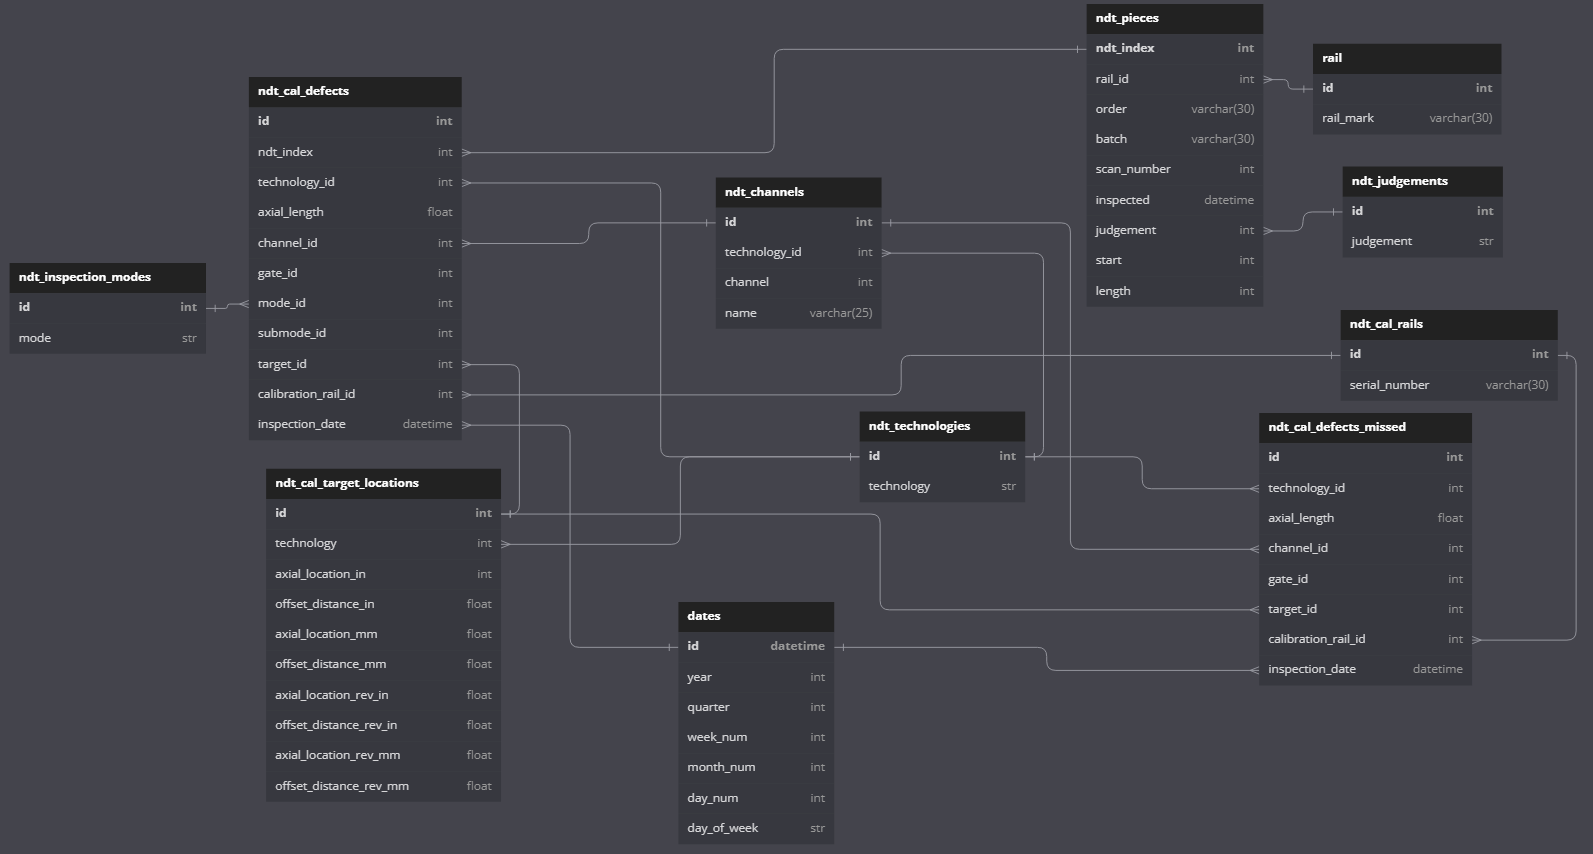 ndt_pieces
ndt_index int
rail_id int
order varchar(30)
batch varchar(30)
scan_number int
inspected datetime
judgement int
start int
length int
rail
id int
rail_mark varchar(30)
ndt_cal_defects
id int
ndt_index int
technology_id int
axial_length float
channel_id int
gate_id int
mode_id int
submode_id int
target_id int
calibration_rail_id int
inspection_date datetime
ndt_channels
id int
technology_id int
channel int
name varchar(25)
ndt_judgements
id int
judgement str
ndt_inspection_modes
id int
mode str
ndt_cal_rails
id int
serial_number varchar(30)
ndt_technologies
id int
technology str
ndt_cal_defects_missed
id int
technology_id int
axial_length float
channel_id int
gate_id int
target_id int
calibration_rail_id int
inspection_date datetime
ndt_cal_target_locations
id int
technology int
axial_location_in int
offset_distance_in float
axial_location_mm float
offset_distance_mm float
axial_location_rev_in float
offset_distance_rev_in float
axial_location_rev_mm float
offset_distance_rev_mm float
dates
id datetime
year int
quarter int
week_num int
month_num int
day_num int
day_of_week str